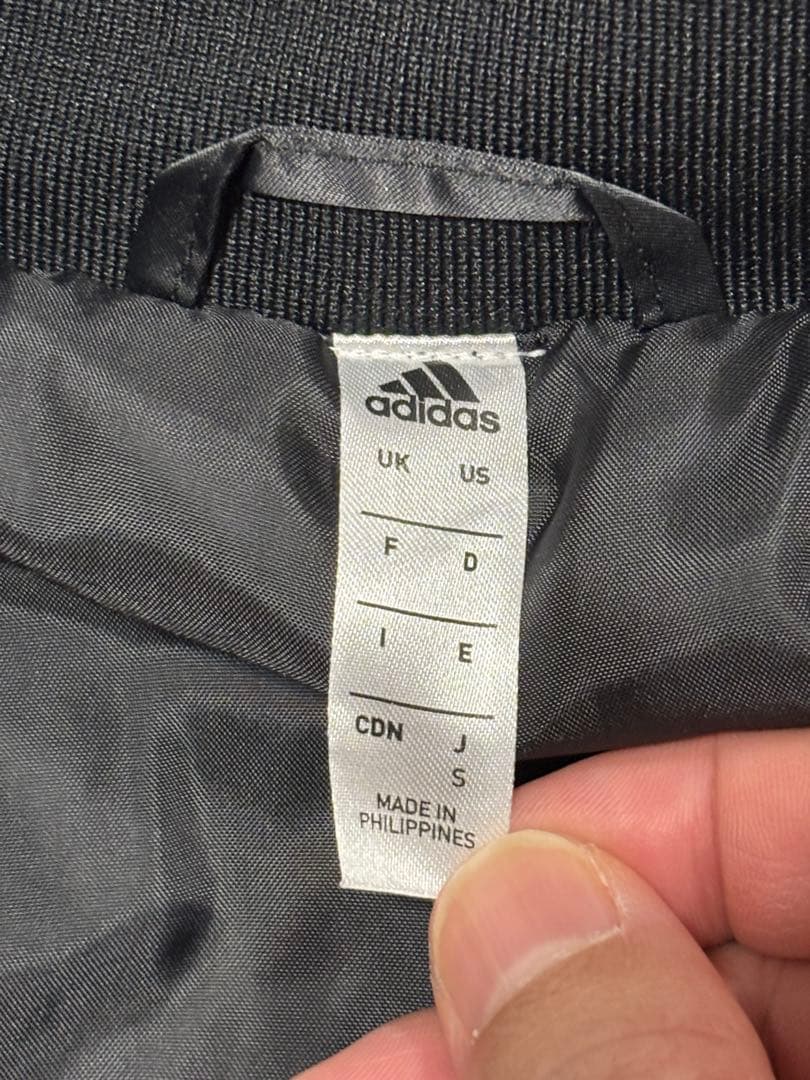 adidas
UK US
F D
I E
CDN J
S
MADE IN
PHILIPPINES